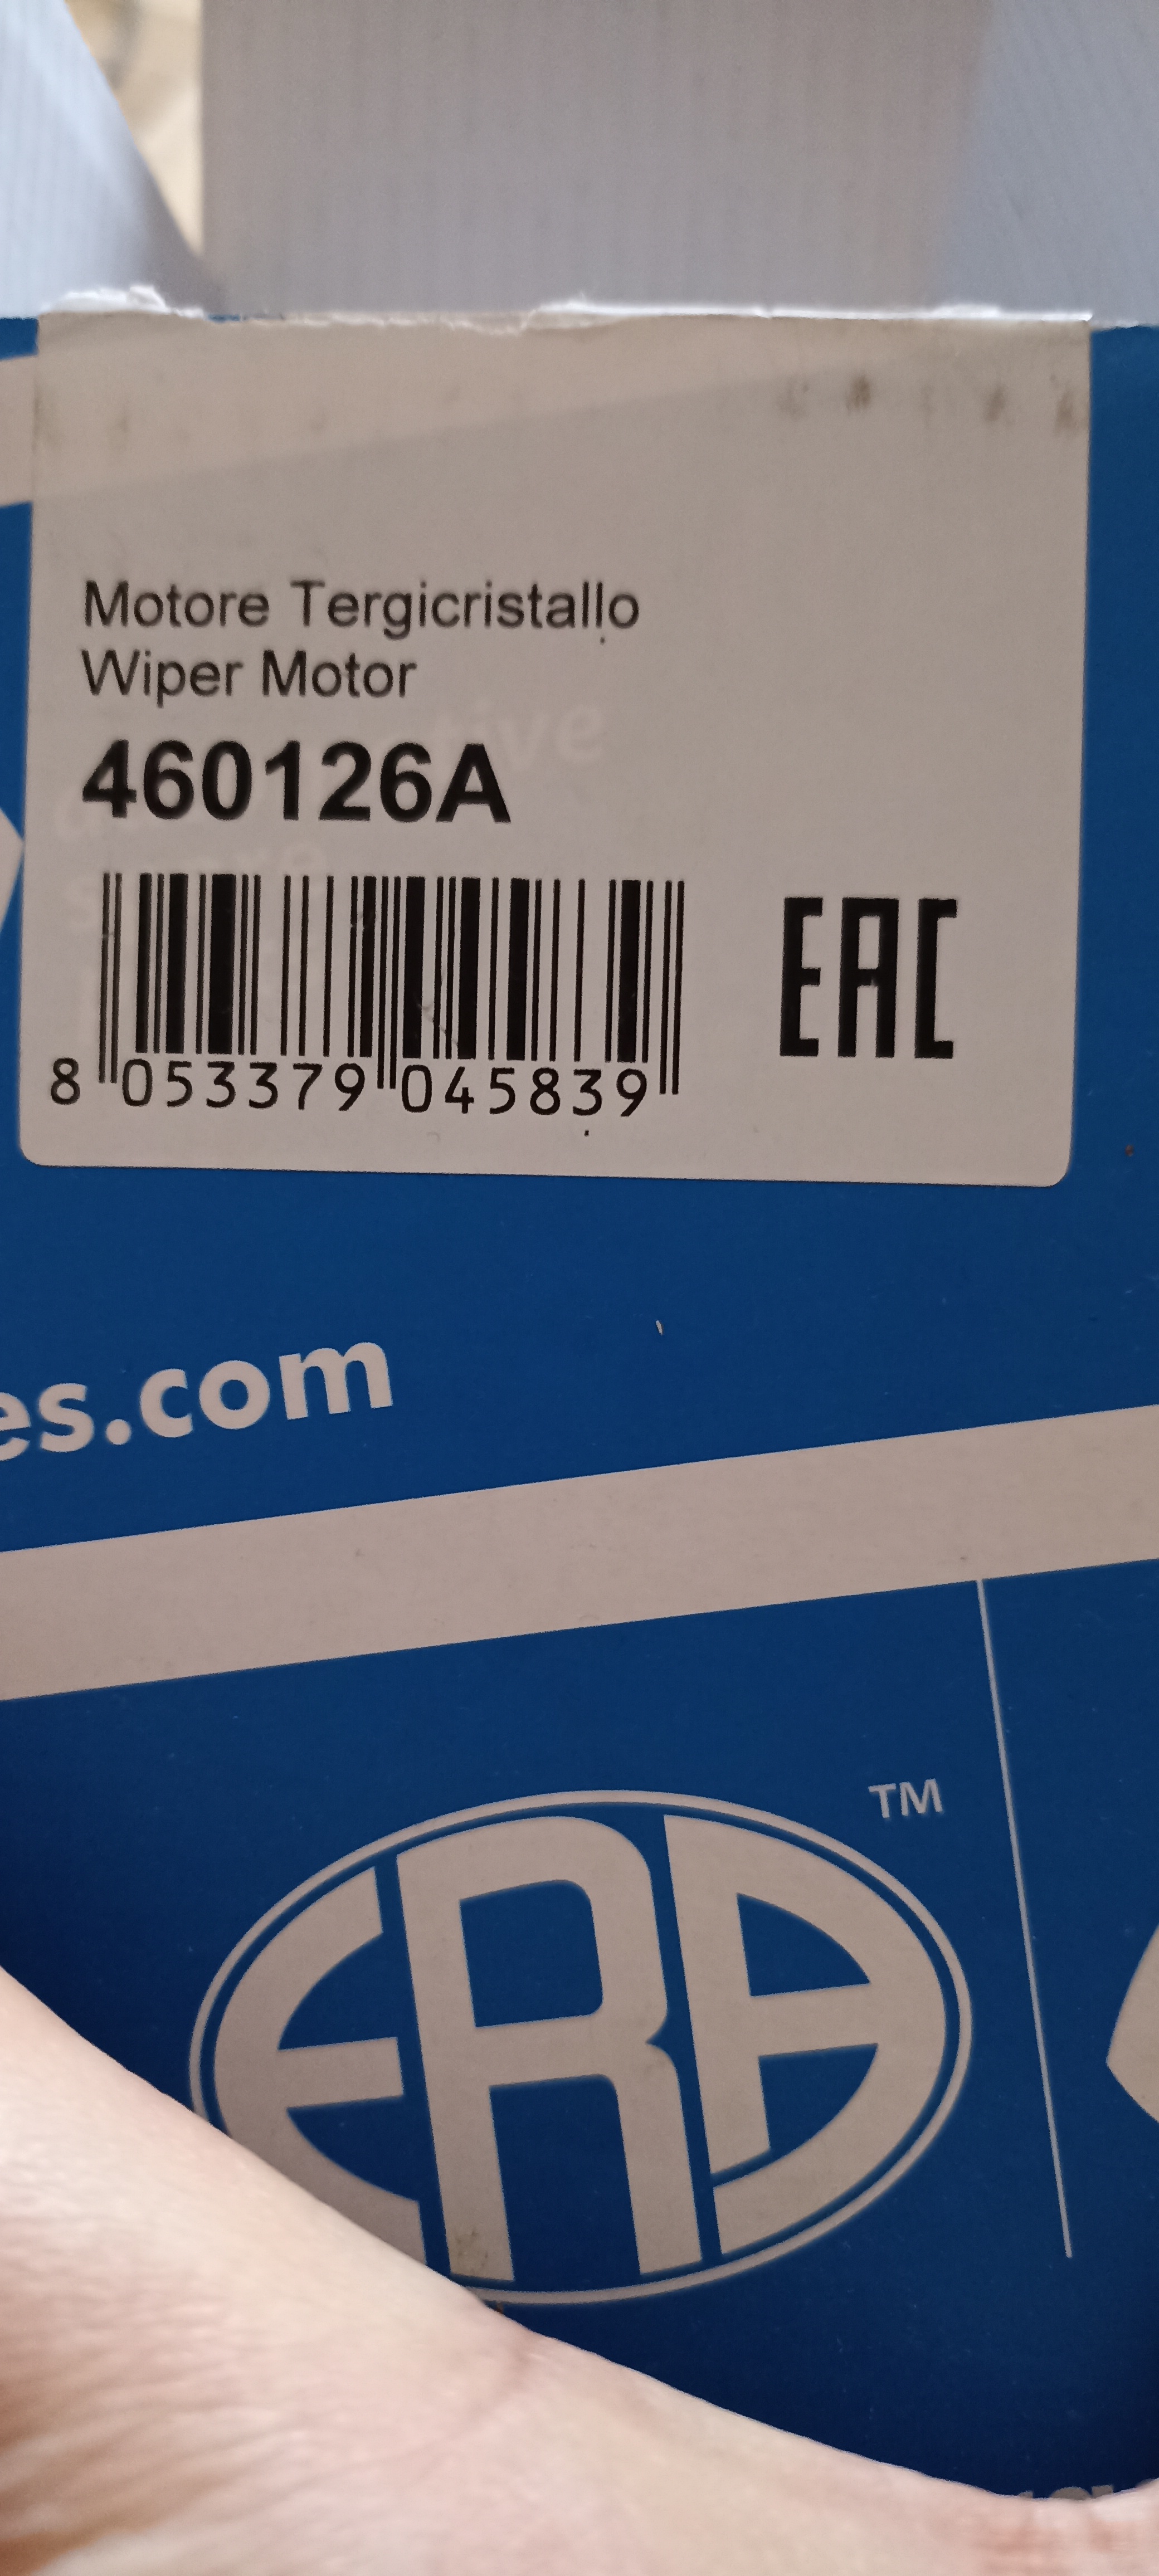 Motore Tergicristallo
Wiper Motor
460126A
EAC
8 053379 045839
es.com
TM
ERA